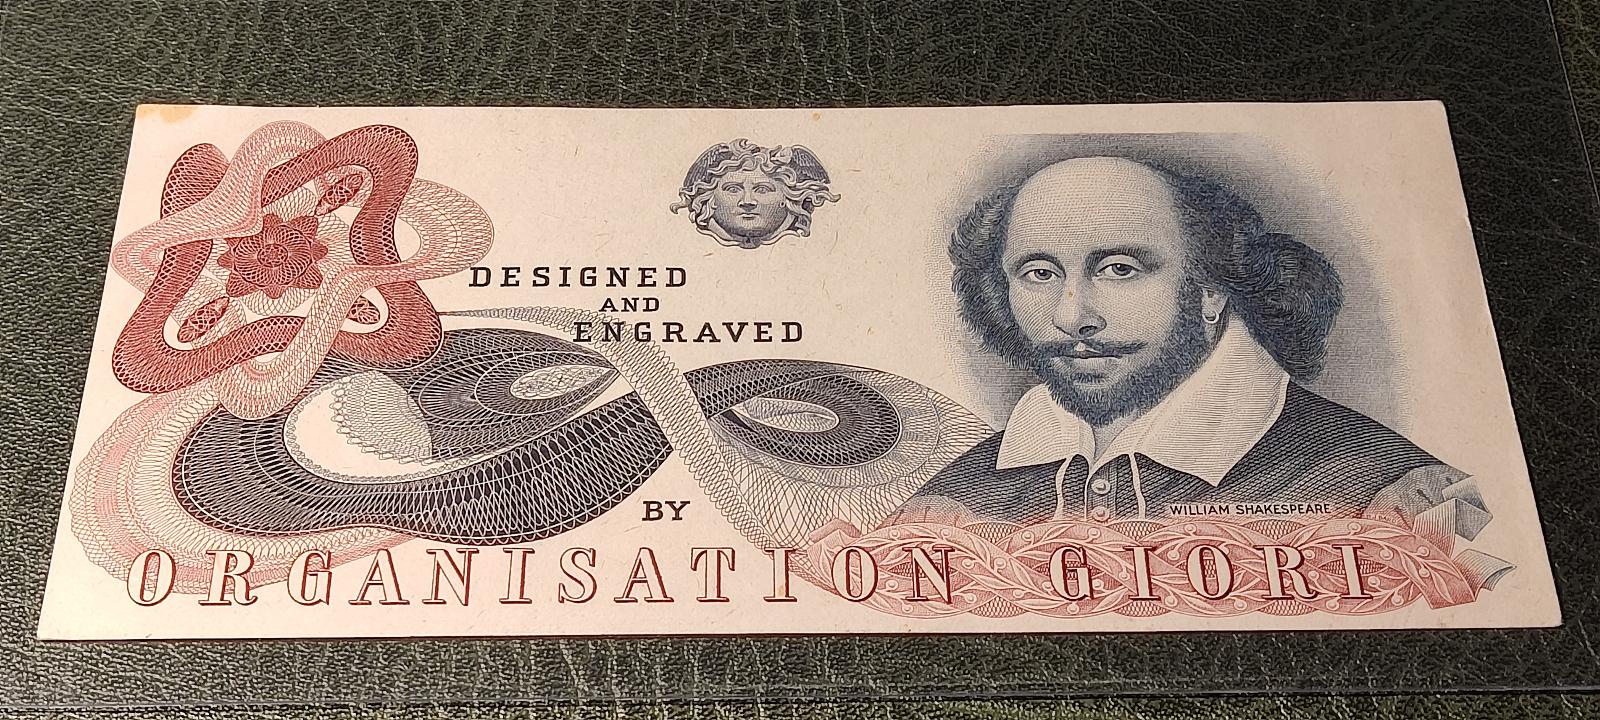 DESIGNED
AND
ENGRAVED
BY
ORGANISATION GIORI
WILLIAM SHAKESPEARE